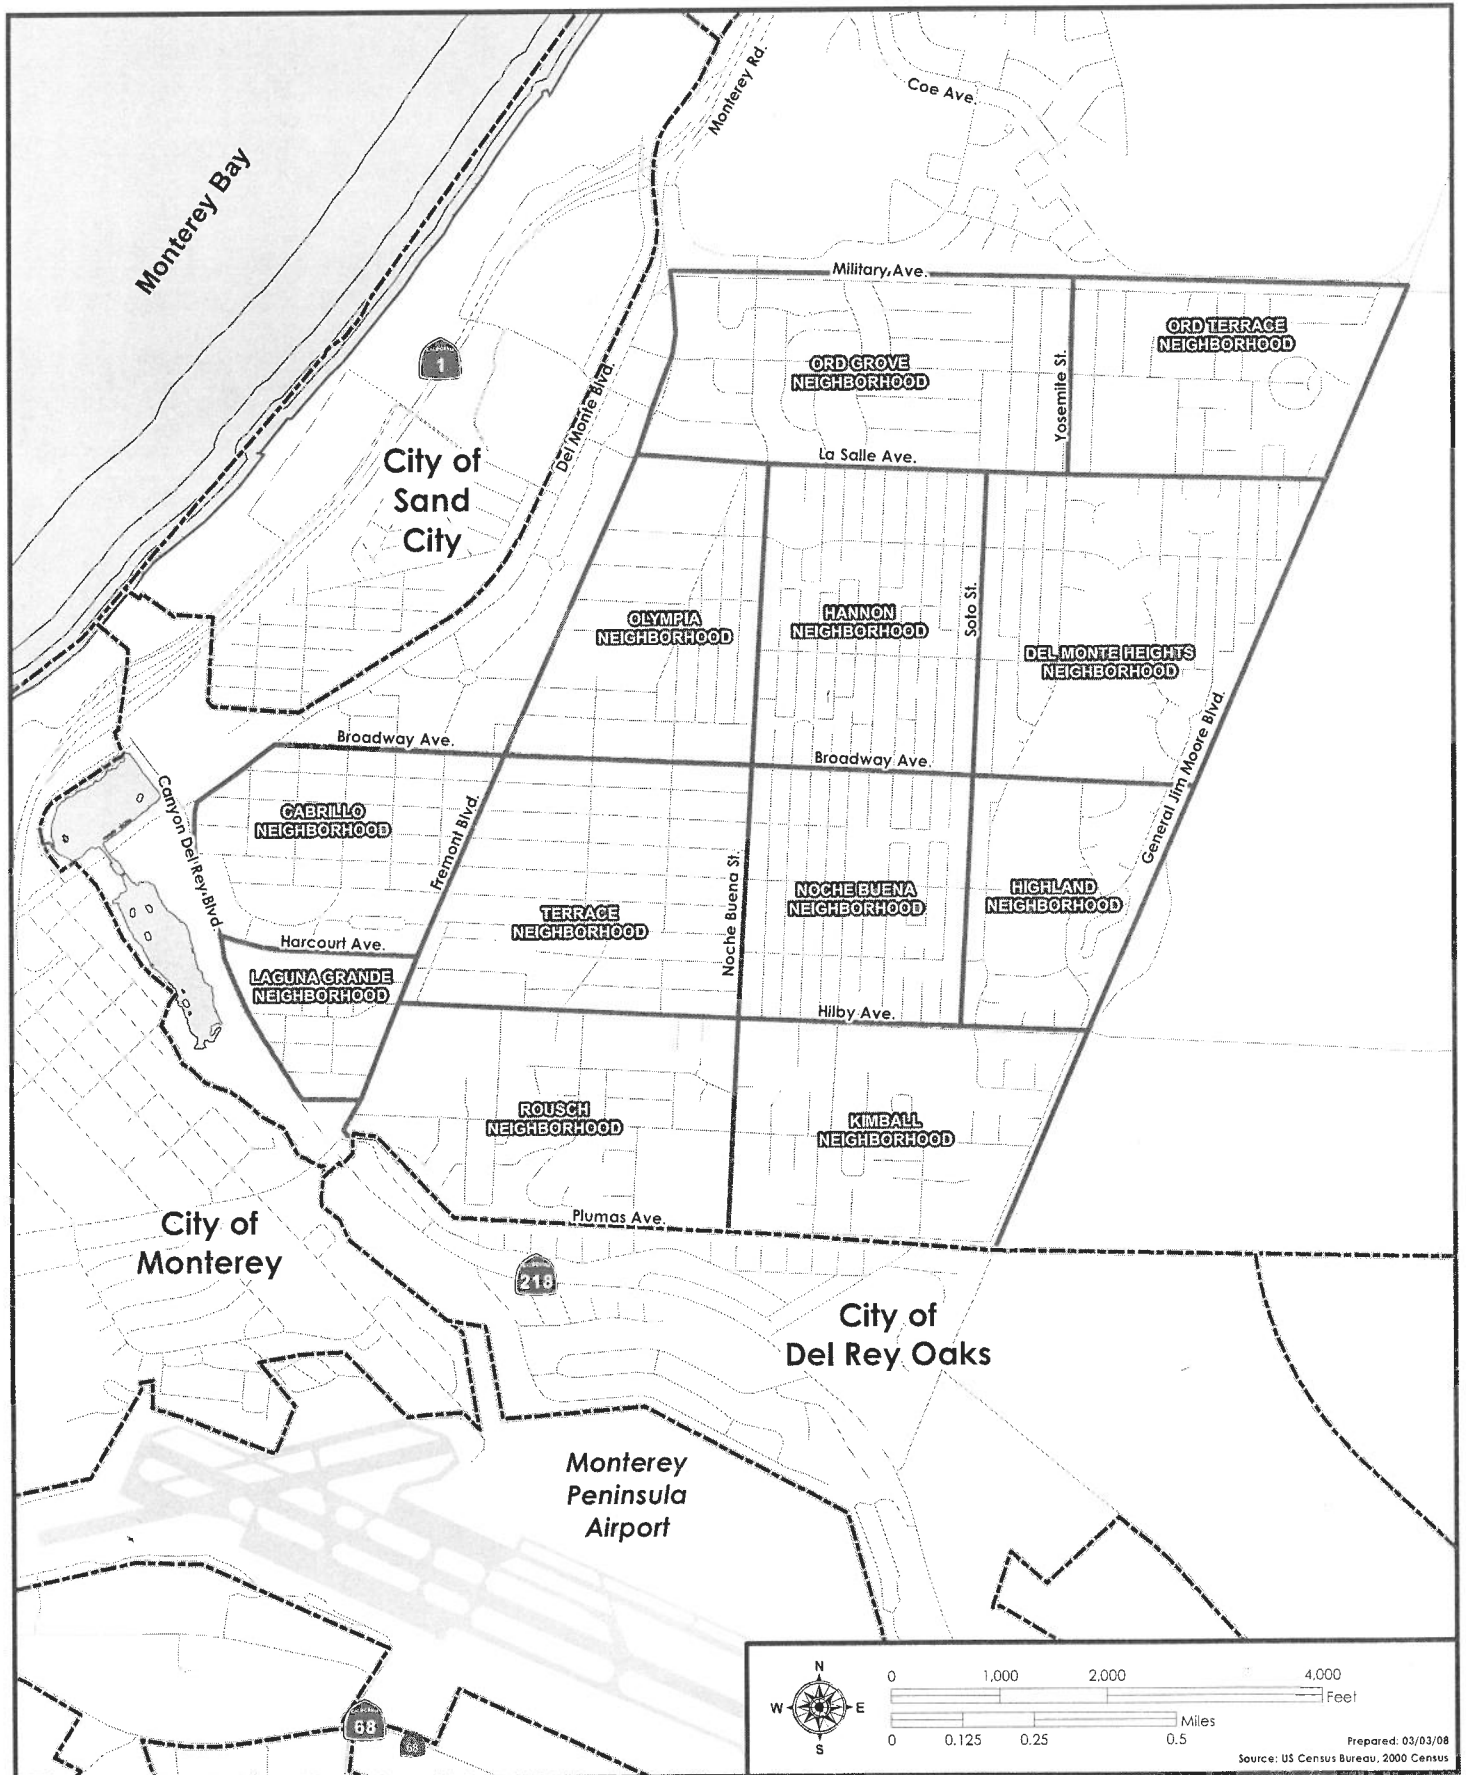 Monterey Rd.
Coe Ave.
Monterey Bay
Military Ave.
ORD TERRACE
NEIGHBORHOOD
ORD GROVE
NEIGHBORHOOD
1
Yosemite St.
Del Monte Blvd.
La Salle Ave.
City of
Sand
City
OLYMPIA
NEIGHBORHOOD
HANNON
NEIGHBORHOOD
Soto St.
DEL MONTE HEIGHTS
NEIGHBORHOOD
Broadway Ave.
Broadway Ave.
General Jim Moore Blvd.
Canyon Del Rey Blvd.
CABRILLO
NEIGHBORHOOD
Fremont Blvd.
Noche Buena St.
NOCHE BUENA
NEIGHBORHOOD
HIGHLAND
NEIGHBORHOOD
TERRACE
NEIGHBORHOOD
Harcourt Ave.
LAGUNA GRANDE
NEIGHBORHOOD
Hilby Ave.
ROUSCH
NEIGHBORHOOD
KIMBALL
NEIGHBORHOOD
City of
Monterey
Plumas Ave.
218
City of
Del Rey Oaks
Monterey
Peninsula
Airport
68
68
N
W E
S
0 1,000 2,000 4,000
Feet
Miles
0 0.125 0.25 0.5
Prepared: 03/03/08
Source: US Census Bureau, 2000 Census